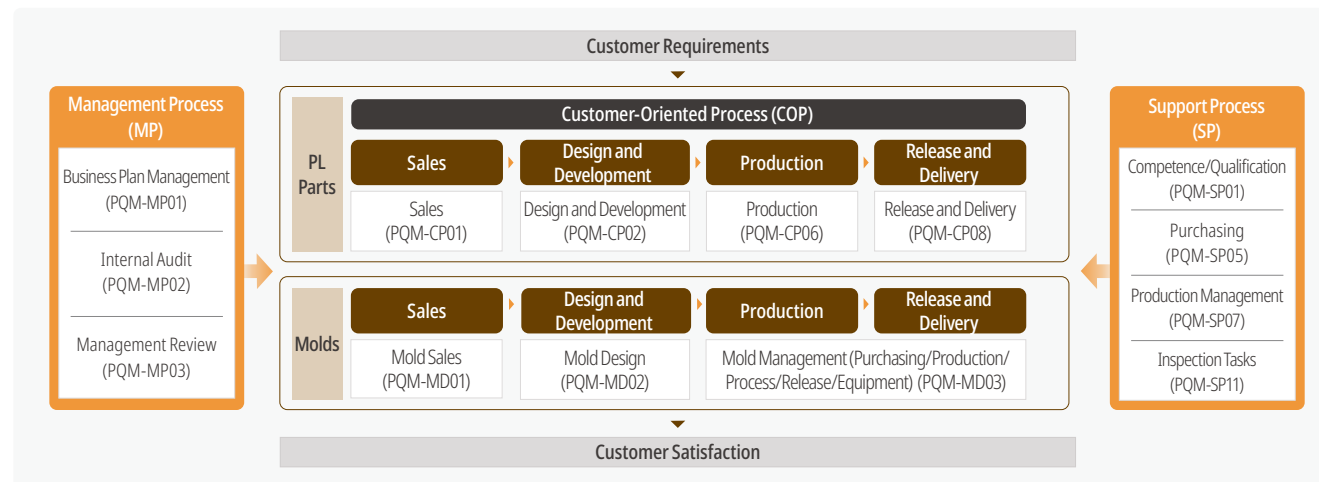 Customer Requirements
Management Process
(MP)
Business Plan Management
(PQM-MP01)
Internal Audit
(PQM-MP02)
Management Review
(PQM-MP03)
PL
Parts
Customer-Oriented Process (COP)
Sales
Design and
Development
Production
Release and
Delivery
Sales
(PQM-CP01)
Design and Development
(PQM-CP02)
Production
(PQM-CP06)
Release and Delivery
(PQM-CP08)
Molds
Sales
Design and
Development
Production
Release and
Delivery
Mold Sales
(PQM-MD01)
Mold Design
(PQM-MD02)
Mold Management (Purchasing/Production/
Process/Release/Equipment) (PQM-MD03)
Support Process
(SP)
Competence/Qualification
(PQM-SP01)
Purchasing
(PQM-SP05)
Production Management
(PQM-SP07)
Inspection Tasks
(PQM-SP11)
Customer Satisfaction